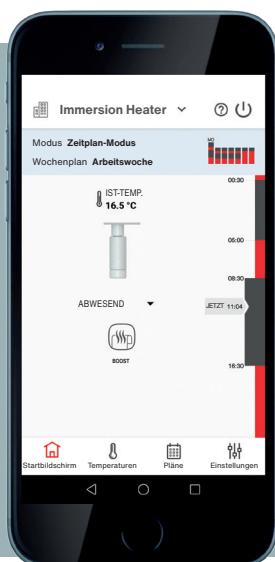 Immersion Heater
Modus Zeitplan-Modus
Wochenplan Arbeitswoche
00:30
IST-TEMP.
16.5 °C
05:00
08:30
ABWESEND
JETZT 11:04
BOOST
16:30
Startbildschirm Temperaturen Pläne Einstellungen